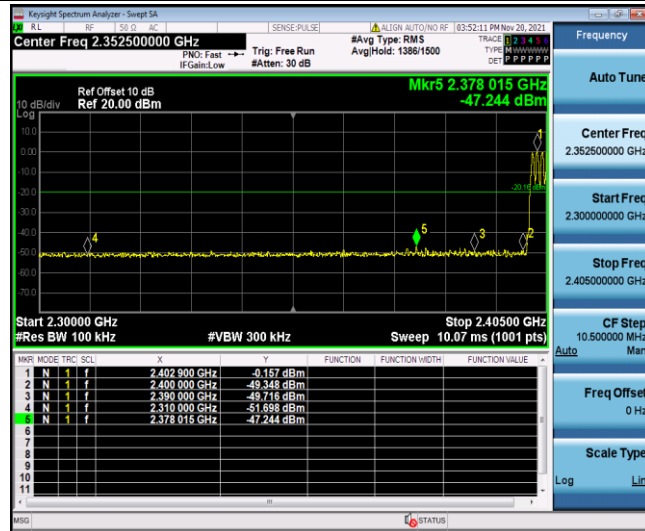 Keysight Spectrum Analyzer - Swept SA
RL RF 50 Ω AC SENSE:PULSE ALIGN AUTO/NO RF 03:52:11 PM Nov 20, 2021
Center Freq 2.352500000 GHz
PNO: Fast
IFGain:Low
Trig: Free Run
#Atten: 30 dB
#Avg Type: RMS
Avg|Hold: 1386/1500
TRACE 1 2 3 4 5 6
TYPE M W W W W W
DET P P P P P P
Mkr5 2.378 015 GHz
-47.244 dBm
Ref Offset 10 dB
Ref 20.00 dBm
10 dB/div
Log
10.0
0.00
-10.0
-20.0
-30.0
-40.0
-50.0
-60.0
-70.0
1
-20.16 dBm
4
5
3
2
Start 2.30000 GHz
Stop 2.40500 GHz
#Res BW 100 kHz
#VBW 300 kHz
Sweep 10.07 ms (1001 pts)
MKR MODE TRC SCL X Y FUNCTION FUNCTION WIDTH FUNCTION VALUE
1 N 1 f 2.402 900 GHz -0.157 dBm
2 N 1 f 2.400 000 GHz -49.348 dBm
3 N 1 f 2.390 000 GHz -49.716 dBm
4 N 1 f 2.310 000 GHz -51.698 dBm
5 N 1 f 2.378 015 GHz -47.244 dBm
6
7
8
9
10
11
MSG
STATUS
Frequency
Auto Tune
Center Freq
2.352500000 GHz
Start Freq
2.300000000 GHz
Stop Freq
2.405000000 GHz
CF Step
10.500000 MHz
Auto Man
Freq Offset
0 Hz
Scale Type
Log Lin